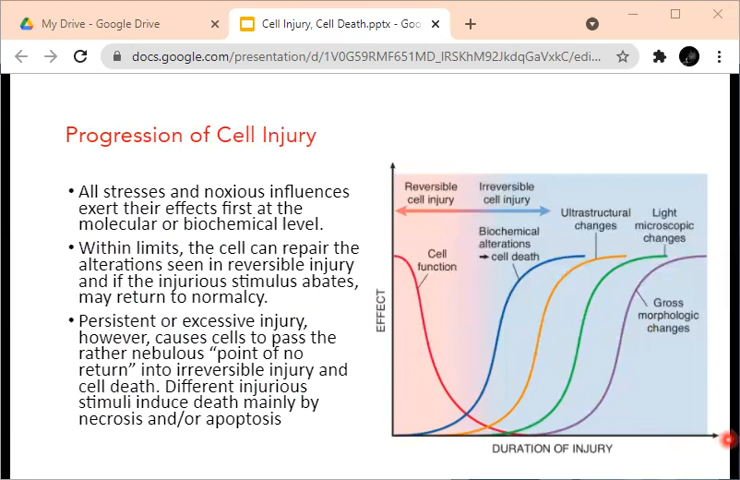 My Drive - Google Drive
Cell Injury, Cell Death.pptx - Goo
docs.google.com/presentation/d/1V0G59RMF651MD_lRSKhM92JkdqGaVxkC/edi...
Progression of Cell Injury
• All stresses and noxious influences
exert their effects first at the
molecular or biochemical level.
• Within limits, the cell can repair the
alterations seen in reversible injury
and if the injurious stimulus abates,
may return to normalcy.
• Persistent or excessive injury,
however, causes cells to pass the
rather nebulous “point of no
return” into irreversible injury and
cell death. Different injurious
stimuli induce death mainly by
necrosis and/or apoptosis
Reversible
cell injury
Irreversible
cell injury
Cell
function
Biochemical
alterations
➞ cell death
Ultrastructural
changes
Light
microscopic
changes
Gross
morphologic
changes
EFFECT
DURATION OF INJURY